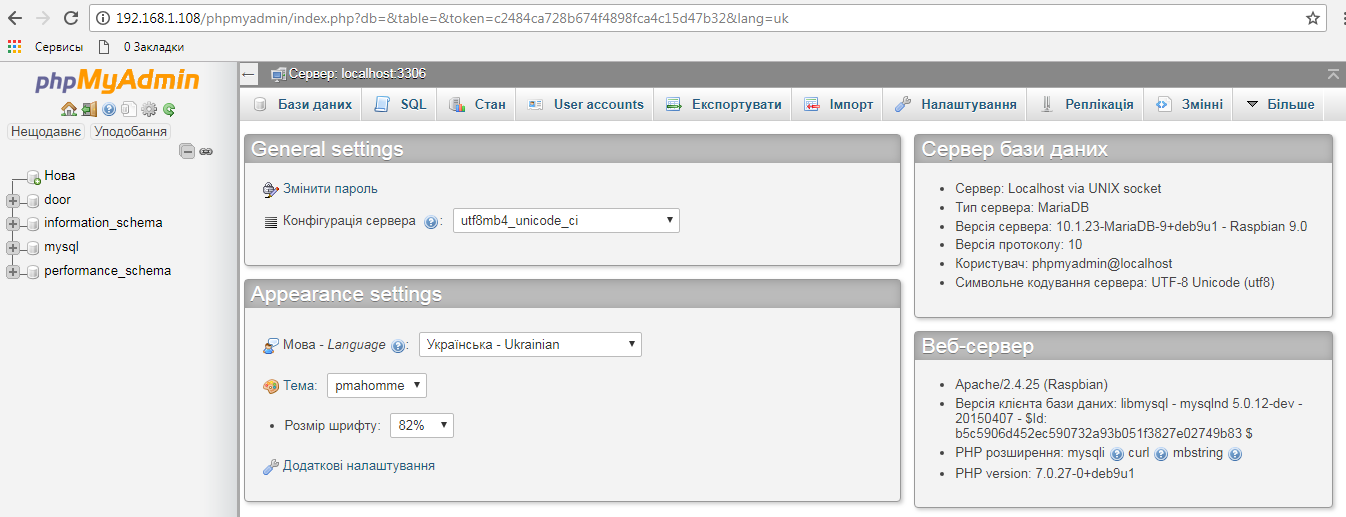 192.168.1.108/phpmyadmin/index.php?db=&table=&token=c2484ca728b674f4898fca4c15d47b32&lang=uk
Сервисы 0 Закладки
phpMyAdmin
Нещодавнє Уподобання
Нова
door
information_schema
mysql
performance_schema
Сервер: localhost:3306
Бази даних SQL Стан User accounts Експортувати Імпорт Налаштування Реплікація Змінні Більше
General settings
Змінити пароль
Конфігурація сервера : utf8mb4_unicode_ci
Appearance settings
Мова - Language : Українська - Ukrainian
Тема: pmahomme
• Розмір шрифту: 82%
Додаткові налаштування
Сервер бази даних
• Сервер: Localhost via UNIX socket
• Тип сервера: MariaDB
• Версія сервера: 10.1.23-MariaDB-9+deb9u1 - Raspbian 9.0
• Версія протоколу: 10
• Користувач: phpmyadmin@localhost
• Символьне кодування сервера: UTF-8 Unicode (utf8)
Веб-сервер
• Apache/2.4.25 (Raspbian)
• Версія клієнта бази даних: libmysql - mysqlnd 5.0.12-dev -
20150407 - $Id:
b5c5906d452ec590732a93b051f3827e02749b83 $
• PHP розширення: mysqli curl mbstring
• PHP version: 7.0.27-0+deb9u1